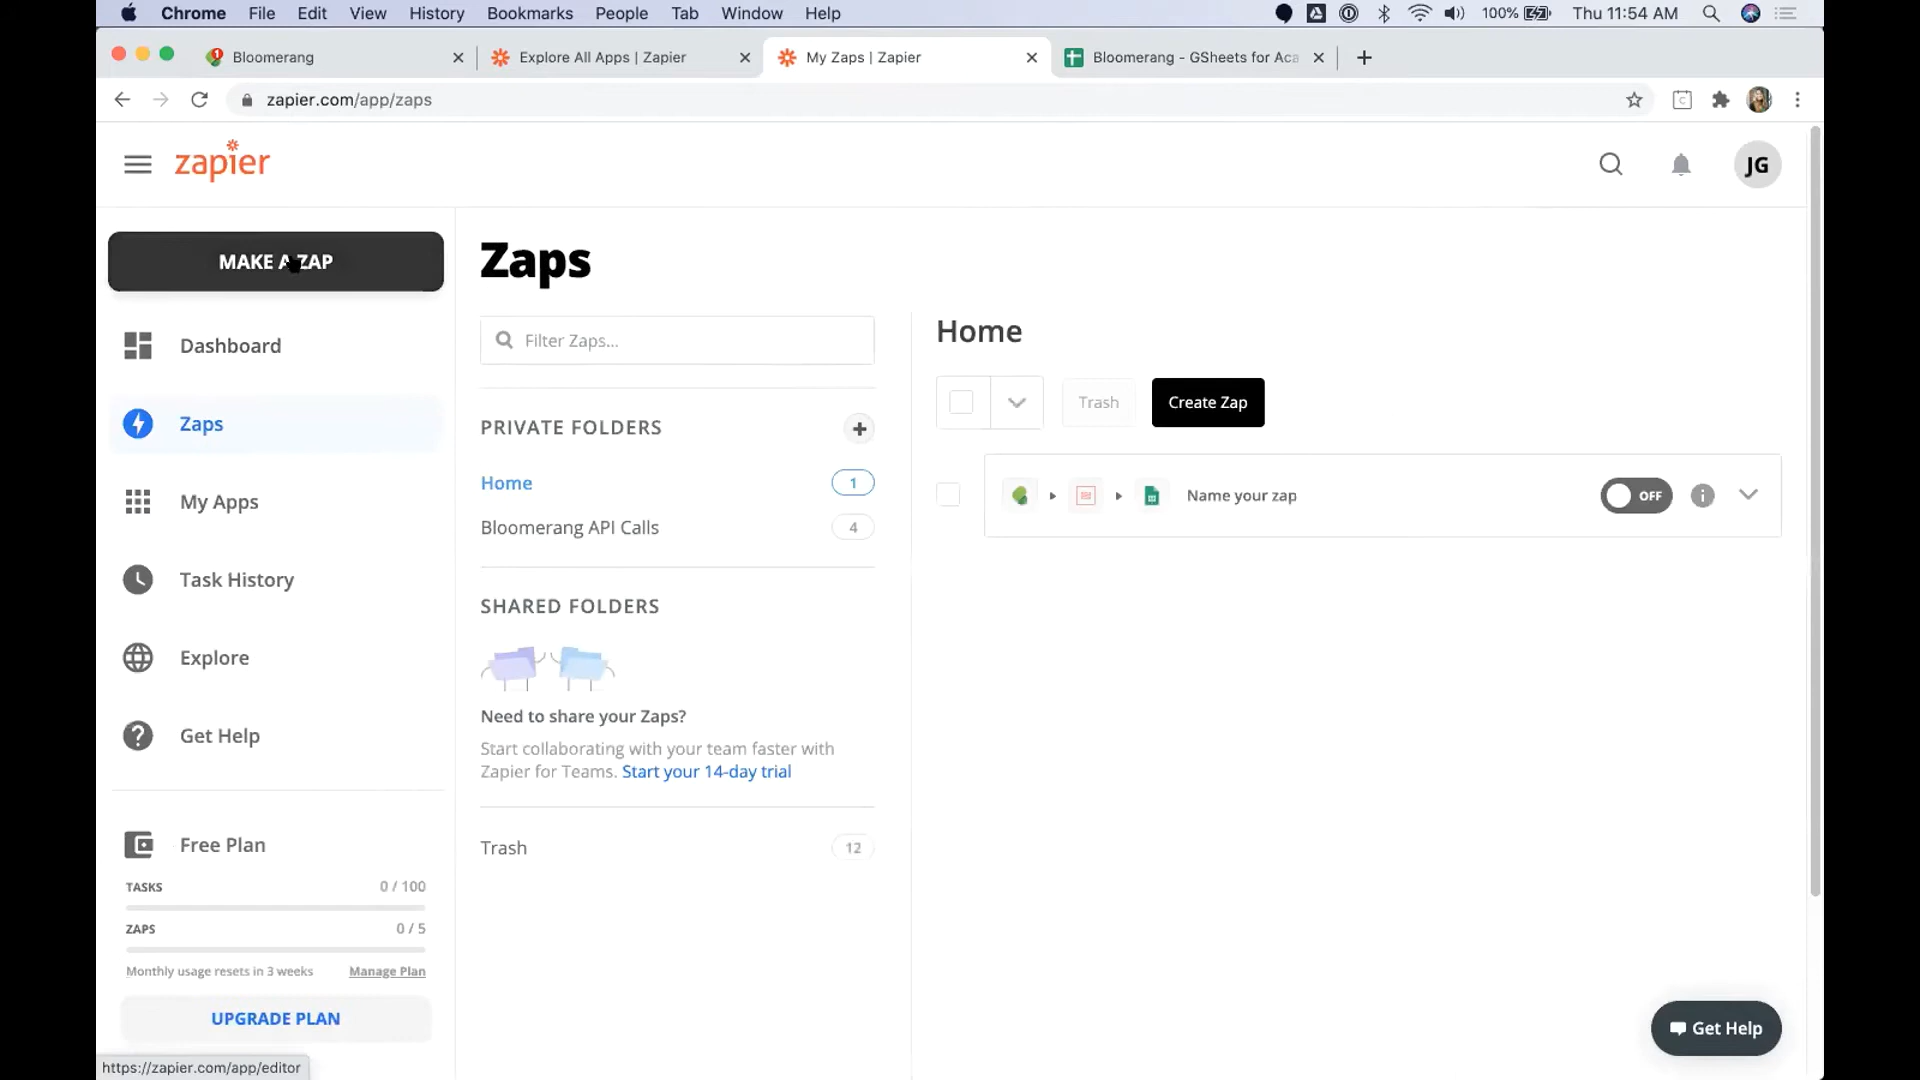 Chrome File Edit View History Bookmarks People Tab Window Help 100% Thu 11:54 AM
1 Bloomerang Explore All Apps | Zapier My Zaps | Zapier Bloomerang - GSheets for Aca
zapier.com/app/zaps
zapier
JG
MAKE A ZAP
Dashboard
Zaps
My Apps
Task History
Explore
Get Help
Free Plan
TASKS 0 / 100
ZAPS 0 / 5
Monthly usage resets in 3 weeks Manage Plan
UPGRADE PLAN
https://zapier.com/app/editor
Zaps
Filter Zaps...
PRIVATE FOLDERS
Home 1
Bloomerang API Calls 4
SHARED FOLDERS
Need to share your Zaps?
Start collaborating with your team faster with
Zapier for Teams. Start your 14-day trial
Trash 12
Home
Trash Create Zap
Name your zap OFF
Get Help